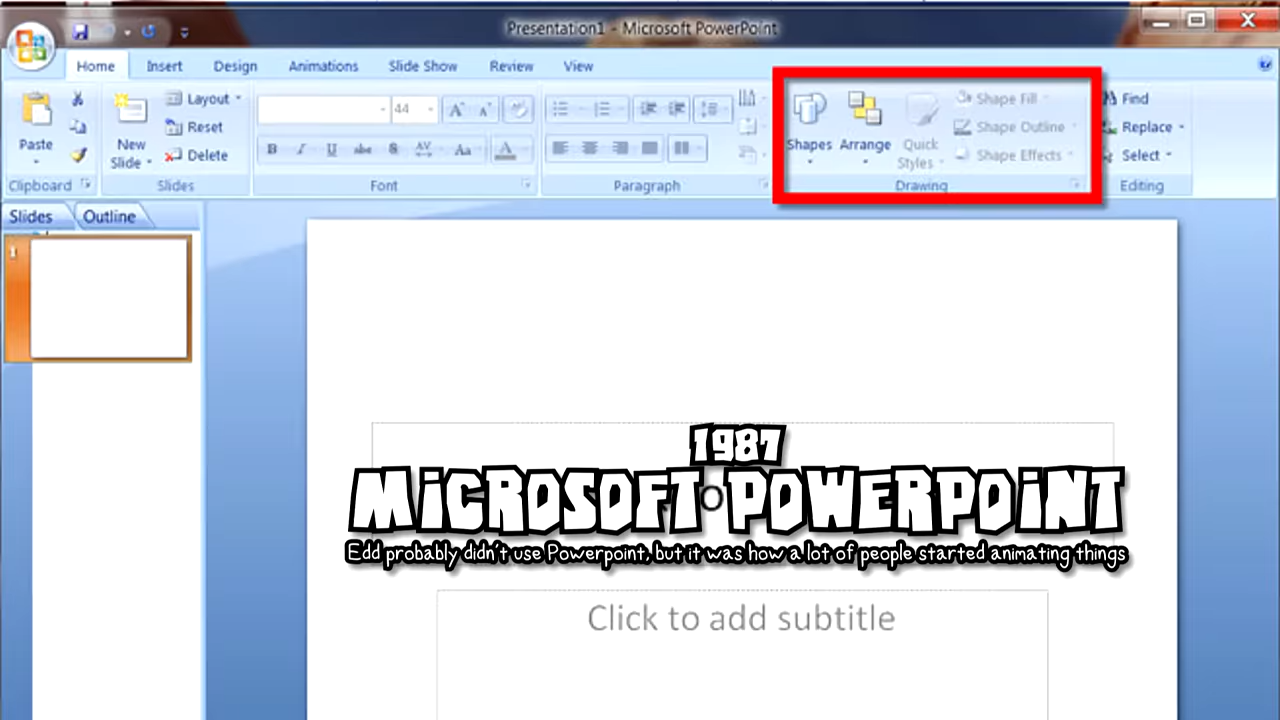 Presentation1 - Microsoft PowerPoint
Home Insert Design Animations Slide Show Review View
Paste
Clipboard
New
Slide
Layout
Reset
Delete
Slides
44
B I U abc S AV Aa A
Font
Paragraph
Shapes
Arrange
Quick
Styles
Shape Fill
Shape Outline
Shape Effects
Drawing
Find
Replace
Select
Editing
Slides Outline
1
1987
MiCROSOFT POWERPOiNT
Edd probably didn't use Powerpoint, but it was how a lot of people started animating things
Click to add subtitle